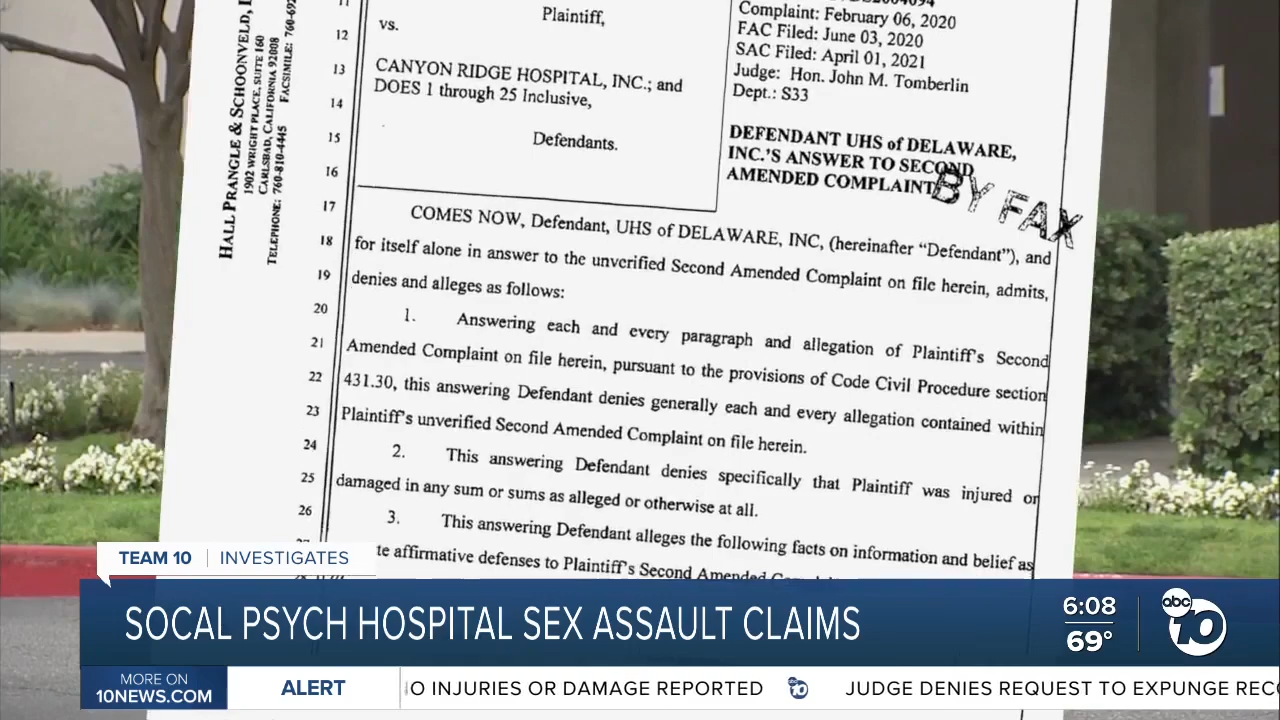 HALL PRANGLE & SCHOONVELD,
1902 WRIGHT PLACE, SUITE 160
CARLSBAD, CALIFORNIA 92008
TELEPHONE: 760-810-4445 FACSIMILE:
11
12
13
14
15
16
17
18
19
20
21
22
23
24
25
26
Plaintiff,
vs.
CANYON RIDGE HOSPITAL, INC.; and
DOES 1 through 25 Inclusive,
Defendants.
Complaint: February 06, 2020
FAC Filed: June 03, 2020
SAC Filed: April 01, 2021
Judge: Hon. John M. Tomberlin
Dept.: S33
DEFENDANT UHS of DELAWARE,
INC.'S ANSWER TO SECOND
AMENDED COMPLAINT
BY FAX
COMES NOW, Defendant, UHS of DELAWARE, INC, (hereinafter “Defendant”), and
for itself alone in answer to the unverified Second Amended Complaint on file herein, admits,
denies and alleges as follows:
1. Answering each and every paragraph and allegation of Plaintiff's Second
Amended Complaint on file herein, pursuant to the provisions of Code Civil Procedure section
431.30, this answering Defendant denies generally each and every allegation contained within
Plaintiff's unverified Second Amended Complaint on file herein.
2. This answering Defendant denies specifically that Plaintiff was injured or
damaged in any sum or sums as alleged or otherwise at all.
3. This answering Defendant alleges the following facts on information and belief as
affirmative defenses to Plaintiff's Second Amended
TEAM 10 | INVESTIGATES
SOCAL PSYCH HOSPITAL SEX ASSAULT CLAIMS
6:08
69°
abc
10
MORE ON
10NEWS.COM
ALERT
O INJURIES OR DAMAGE REPORTED abc 10 JUDGE DENIES REQUEST TO EXPUNGE